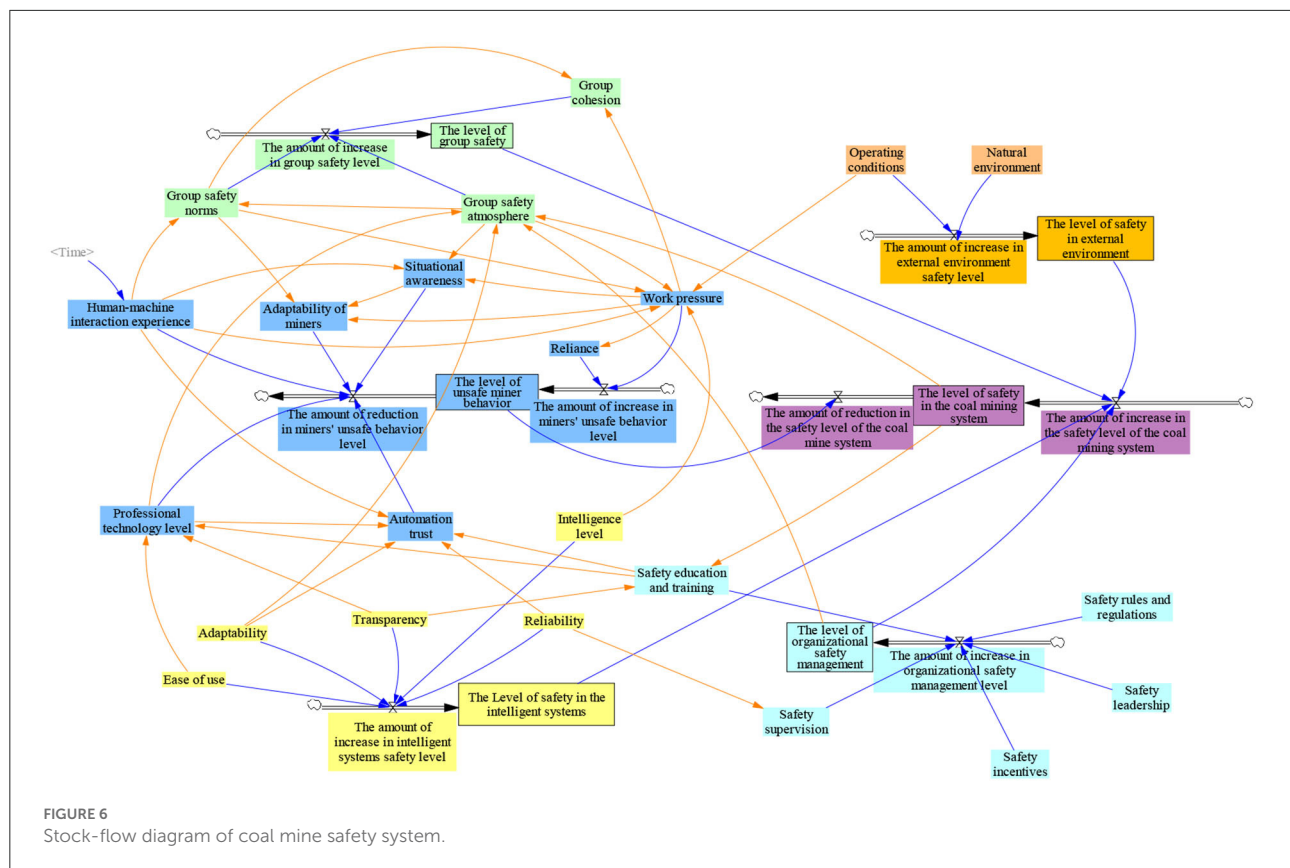 Group
cohesion
The level of
group safety
The amount of increase
in group safety level
Operating
conditions
Natural
environment
Group safety
norms
Group safety
atmosphere
The level of safety
in external
environment
The amount of increase in
external environment
safety level
<Time>
Situational
awareness
Human-machine
interaction experience
Adaptability of
miners
Work pressure
Reliance
The level of
unsafe miner
behavior
The amount of reduction
in miners' unsafe behavior
level
The amount of increase in
miners' unsafe behavior
level
The level of safety
in the coal mining
system
The amount of reduction in
the safety level of the coal
mine system
The amount of increase in
the safety level of the coal
mining system
Professional
technology level
Automation
trust
Intelligence
level
Safety education
and training
Safety rules and
regulations
Adaptability
Transparency
Reliability
The level of
organizational
safety
management
The amount of increase in
organizational safety
management level
Ease of use
The Level of safety in the
intelligent systems
The amount of
increase in intelligent
systems safety level
Safety
supervision
Safety
leadership
Safety
incentives
FIGURE 6
Stock-flow diagram of coal mine safety system.